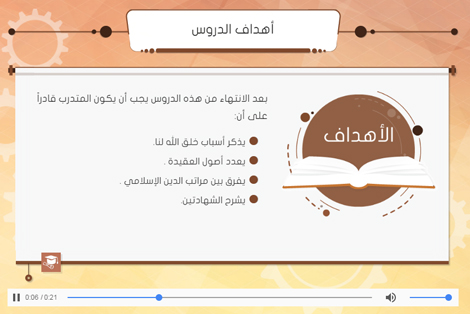 أهداف الدروس
بعد الانتهاء من هذه الدروس يجب أن يكون المتدرب قادراً
على أن:
يذكر أسباب خلق الله لنا.
يعدد أصول العقيدة .
يفرق بين مراتب الدين الإسلامي .
يشرح الشهادتين.
الأهداف
0:06 / 0:21